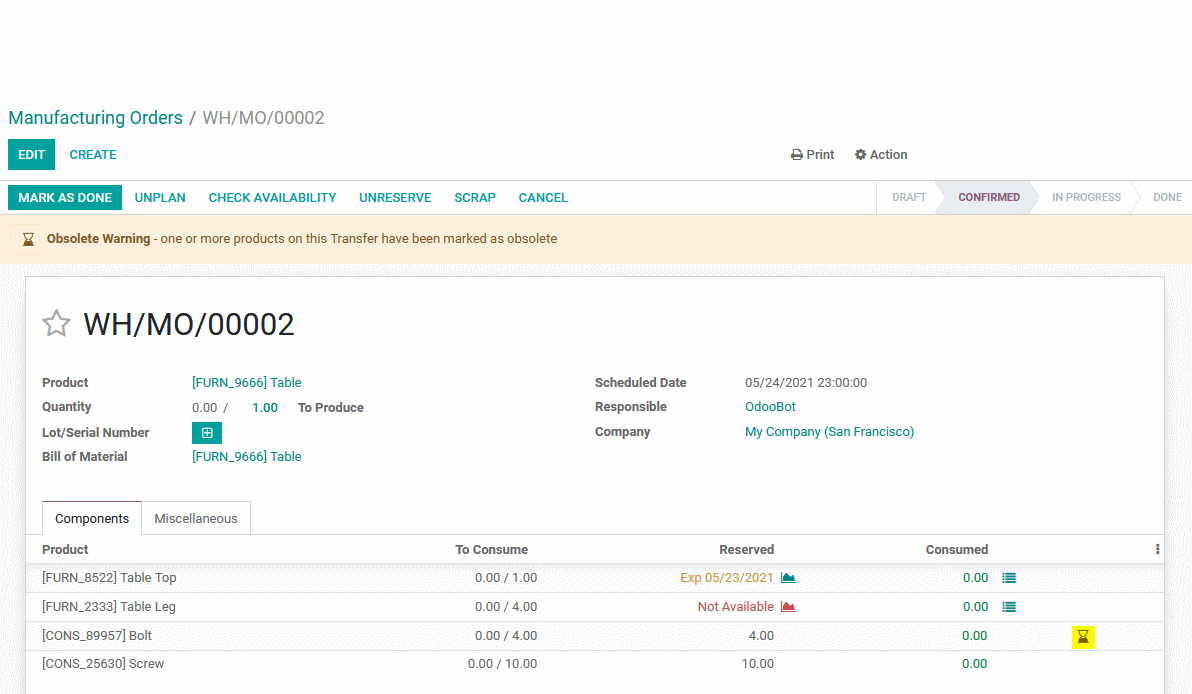 Manufacturing Orders / WH/MO/00002
EDIT CREATE Print Action
MARK AS DONE UNPLAN CHECK AVAILABILITY UNRESERVE SCRAP CANCEL DRAFT CONFIRMED IN PROGRESS DONE
Obsolete Warning - one or more products on this Transfer have been marked as obsolete
WH/MO/00002
Product [FURN_9666] Table Scheduled Date 05/24/2021 23:00:00
Quantity 0.00 / 1.00 To Produce Responsible OdooBot
Lot/Serial Number Company My Company (San Francisco)
Bill of Material [FURN_9666] Table
Components Miscellaneous
Product To Consume Reserved Consumed
[FURN_8522] Table Top 0.00 / 1.00 Exp 05/23/2021 0.00
[FURN_2333] Table Leg 0.00 / 4.00 Not Available 0.00
[CONS_89957] Bolt 0.00 / 4.00 4.00 0.00
[CONS_25630] Screw 0.00 / 10.00 10.00 0.00